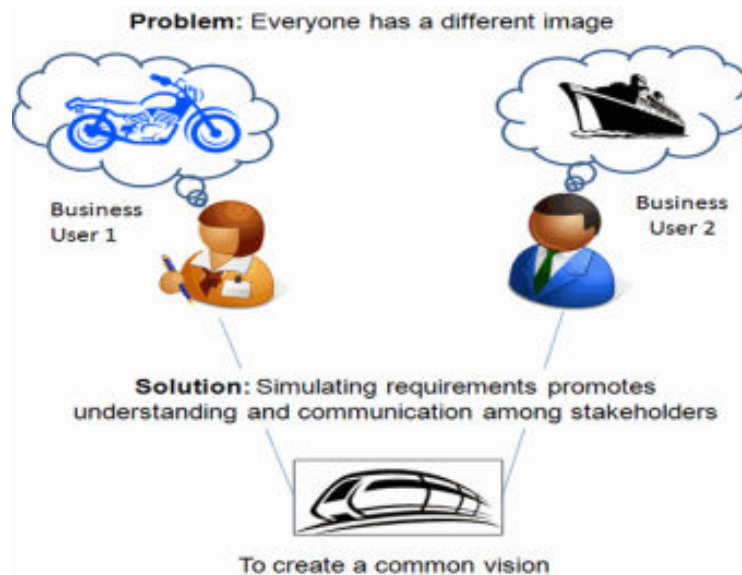 Problem: Everyone has a different image
Business
User 1
Business
User 2
Solution: Simulating requirements promotes
understanding and communication among stakeholders
To create a common vision